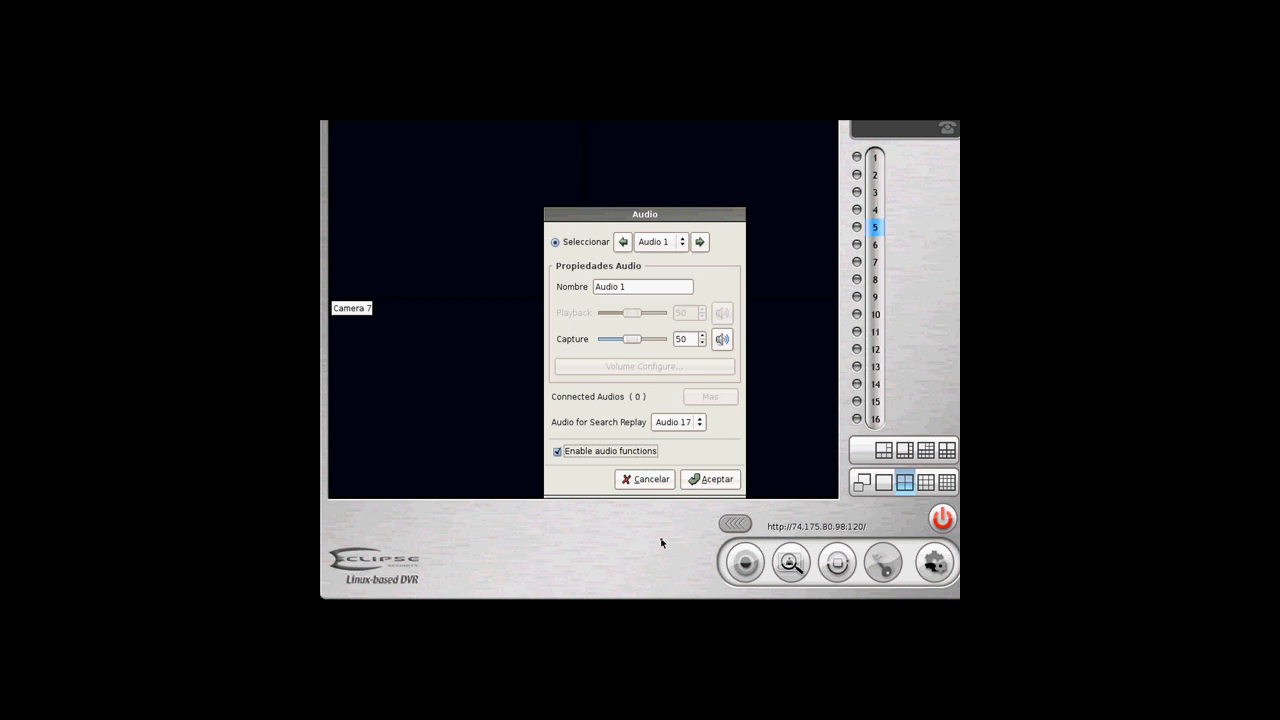 Audio
Seleccionar Audio 1
Propiedades Audio
Nombre Audio 1
Playback 50
Capture 50
Volume Configure...
Connected Audios ( 0 ) Mas
Audio for Search Replay Audio 17
Enable audio functions
Cancelar Aceptar
Camera 7
1
2
3
4
5
6
7
8
9
10
11
12
13
14
15
16
http://74.175.80.98:120/
ECLIPSE
SECURITY
Linux-based DVR